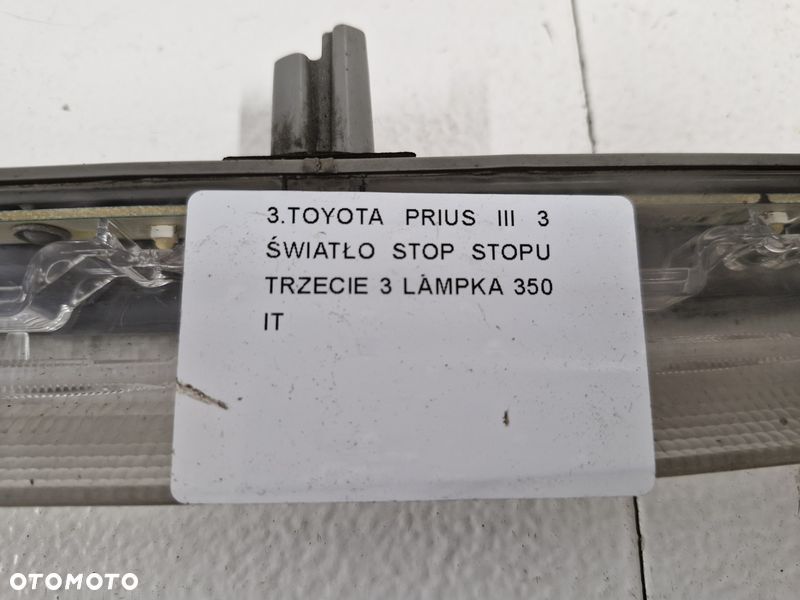 3.TOYOTA PRIUS III 3
ŚWIATŁO STOP STOPU
TRZECIE 3 LAMPKA 350
IT
OTOMOTO